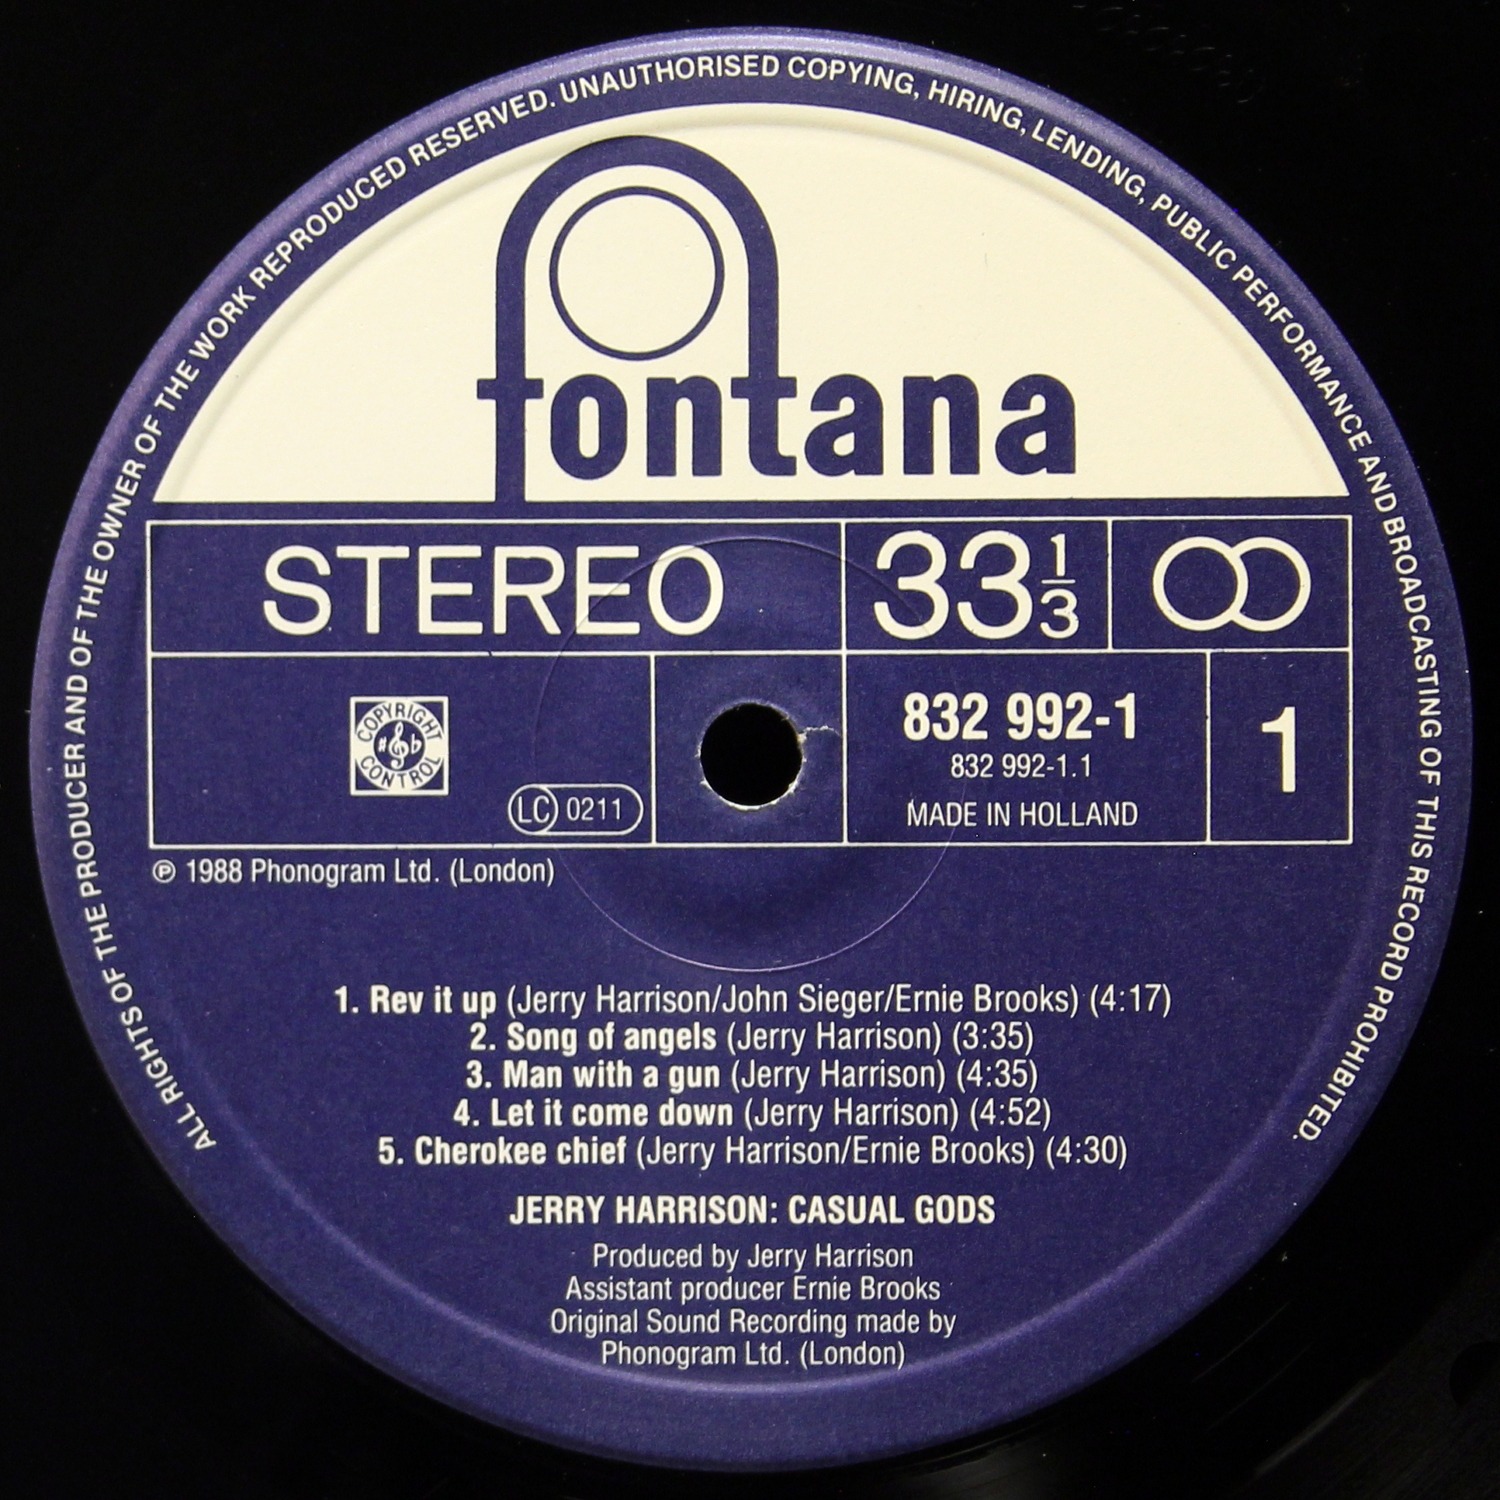 ALL RIGHTS OF THE PRODUCER AND OF THE OWNER OF THE WORK REPRODUCED RESERVED. UNAUTHORISED COPYING, HIRING, LENDING, PUBLIC PERFORMANCE AND BROADCASTING OF THIS RECORD PROHIBITED.
fontana
STEREO
33 1/3
COPYRIGHT
CONTROL
LC 0211
832 992-1
832 992-1.1
MADE IN HOLLAND
1
℗ 1988 Phonogram Ltd. (London)
1. Rev it up (Jerry Harrison/John Sieger/Ernie Brooks) (4:17)
2. Song of angels (Jerry Harrison) (3:35)
3. Man with a gun (Jerry Harrison) (4:35)
4. Let it come down (Jerry Harrison) (4:52)
5. Cherokee chief (Jerry Harrison/Ernie Brooks) (4:30)
JERRY HARRISON: CASUAL GODS
Produced by Jerry Harrison
Assistant producer Ernie Brooks
Original Sound Recording made by
Phonogram Ltd. (London)